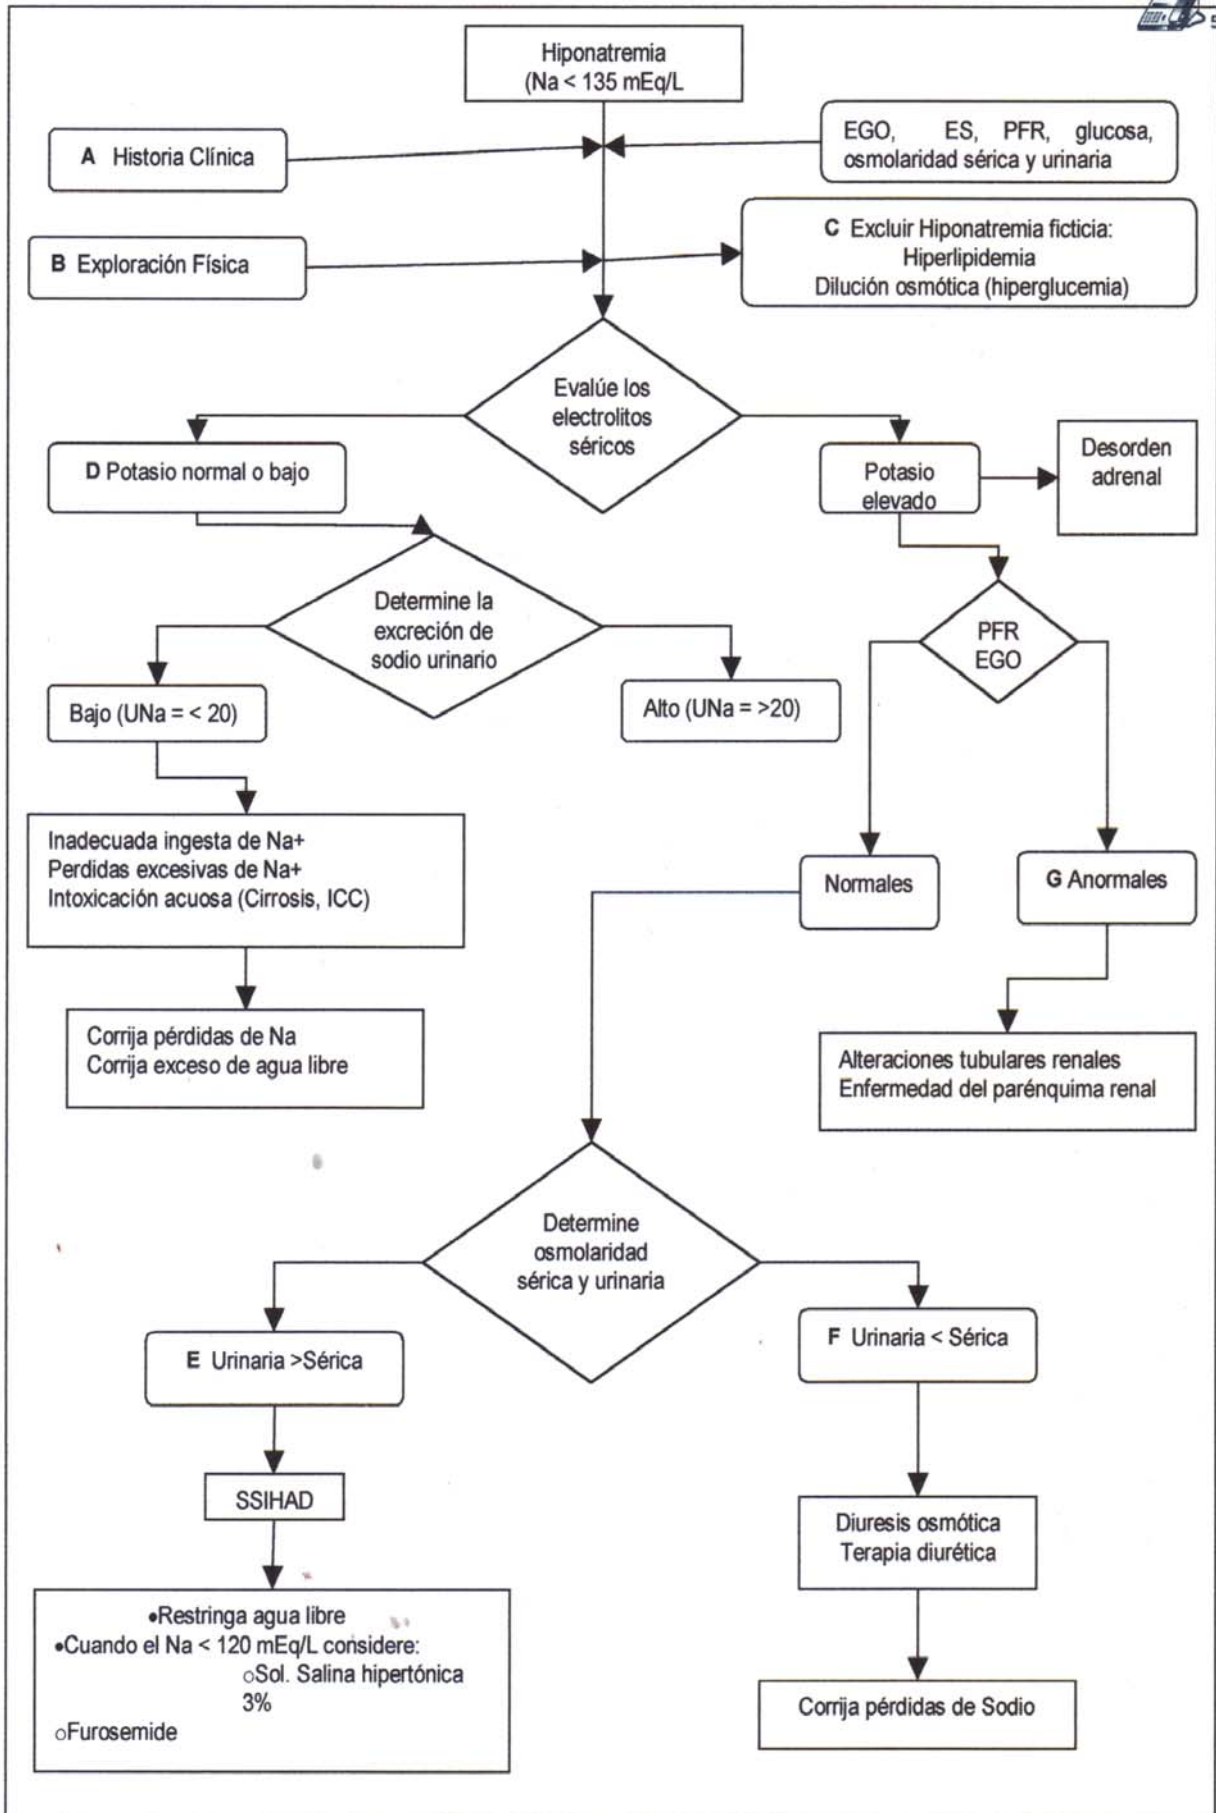 Hiponatremia
(Na < 135 mEq/L
A Historia Clínica
EGO, ES, PFR, glucosa,
osmolaridad sérica y urinaria
B Exploración Física
C Excluir Hiponatremia ficticia:
Hiperlipidemia
Dilución osmótica (hiperglucemia)
Evalúe los
electrolitos
séricos
D Potasio normal o bajo
Potasio
elevado
Desorden
adrenal
Determine la
excreción de
sodio urinario
PFR
EGO
Bajo (UNa = < 20)
Alto (UNa = >20)
Inadecuada ingesta de Na+
Perdidas excesivas de Na+
Intoxicación acuosa (Cirrosis, ICC)
Normales
G Anormales
Corrija pérdidas de Na
Corrija exceso de agua libre
Alteraciones tubulares renales
Enfermedad del parénquima renal
Determine
osmolaridad
sérica y urinaria
E Urinaria >Sérica
F Urinaria < Sérica
SSIHAD
Diuresis osmótica
Terapia diurética
•Restringa agua libre
•Cuando el Na < 120 mEq/L considere:
○Sol. Salina hipertónica
3%
○Furosemide
Corrija pérdidas de Sodio